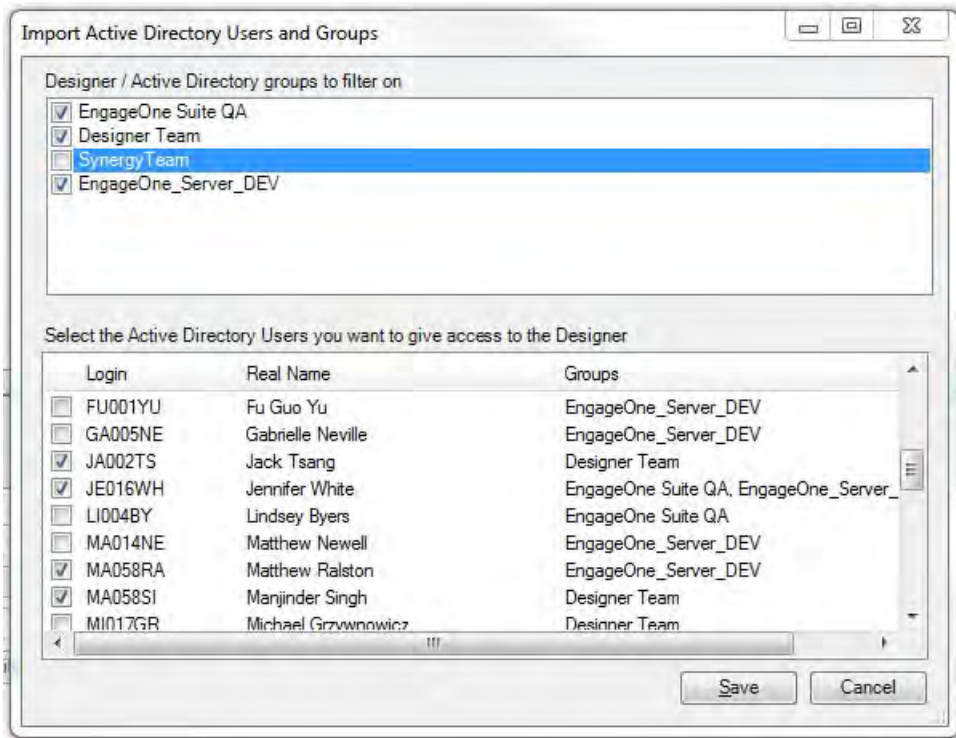 Import Active Directory Users and Groups
Designer / Active Directory groups to filter on
EngageOne Suite QA
Designer Team
SynergyTeam
EngageOne_Server_DEV
Select the Active Directory Users you want to give access to the Designer
Login Real Name Groups
FU001YU Fu Guo Yu EngageOne_Server_DEV
GA005NE Gabrielle Neville EngageOne_Server_DEV
JA002TS Jack Tsang Designer Team
JE016WH Jennifer White EngageOne Suite QA, EngageOne_Server_
LI004BY Lindsey Byers EngageOne Suite QA
MA014NE Matthew Newell EngageOne_Server_DEV
MA058RA Matthew Ralston EngageOne_Server_DEV
MA058SI Manjinder Singh Designer Team
MI017GR Michael Grzywnowicz Designer Team
Save Cancel